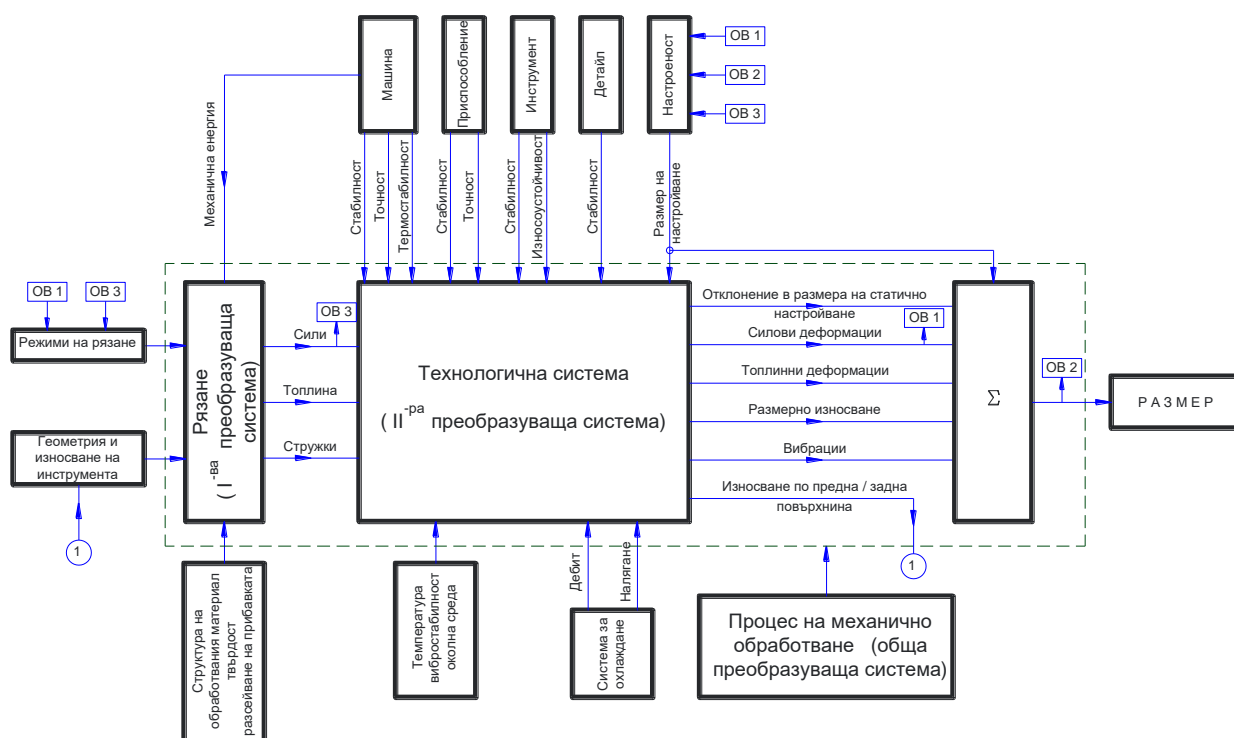 Машина
Приспособление
Инструмент
Детайл
Настроеност
ОВ 1
ОВ 2
ОВ 3
Механична енергия
Стабилност
Точност
Термостабилност
Стабилност
Точност
Стабилност
Износоустойчивост
Стабилност
Размер на
настройване
ОВ 1
ОВ 3
Режими на рязане
Геометрия и
износване на
инструмента
1
Рязане
( I-ва преобразуваща
система)
Сили
ОВ 3
Топлина
Стружки
Технологична система
( II-ра преобразуваща система)
Отклонение в размера на статично
настройване
Силови деформации
ОВ 1
Топлинни деформации
Размерно износване
Вибрации
Износване по предна / задна
повърхнина
1
Σ
ОВ 2
Р А З М Е Р
Структура на
обработвания материал
твърдост
разсейване на прибавката
Температура
вибростабилност
околна среда
Дебит
Налягане
Система за
охлаждане
Процес на механично
обработване (обща
преобразуваща система)